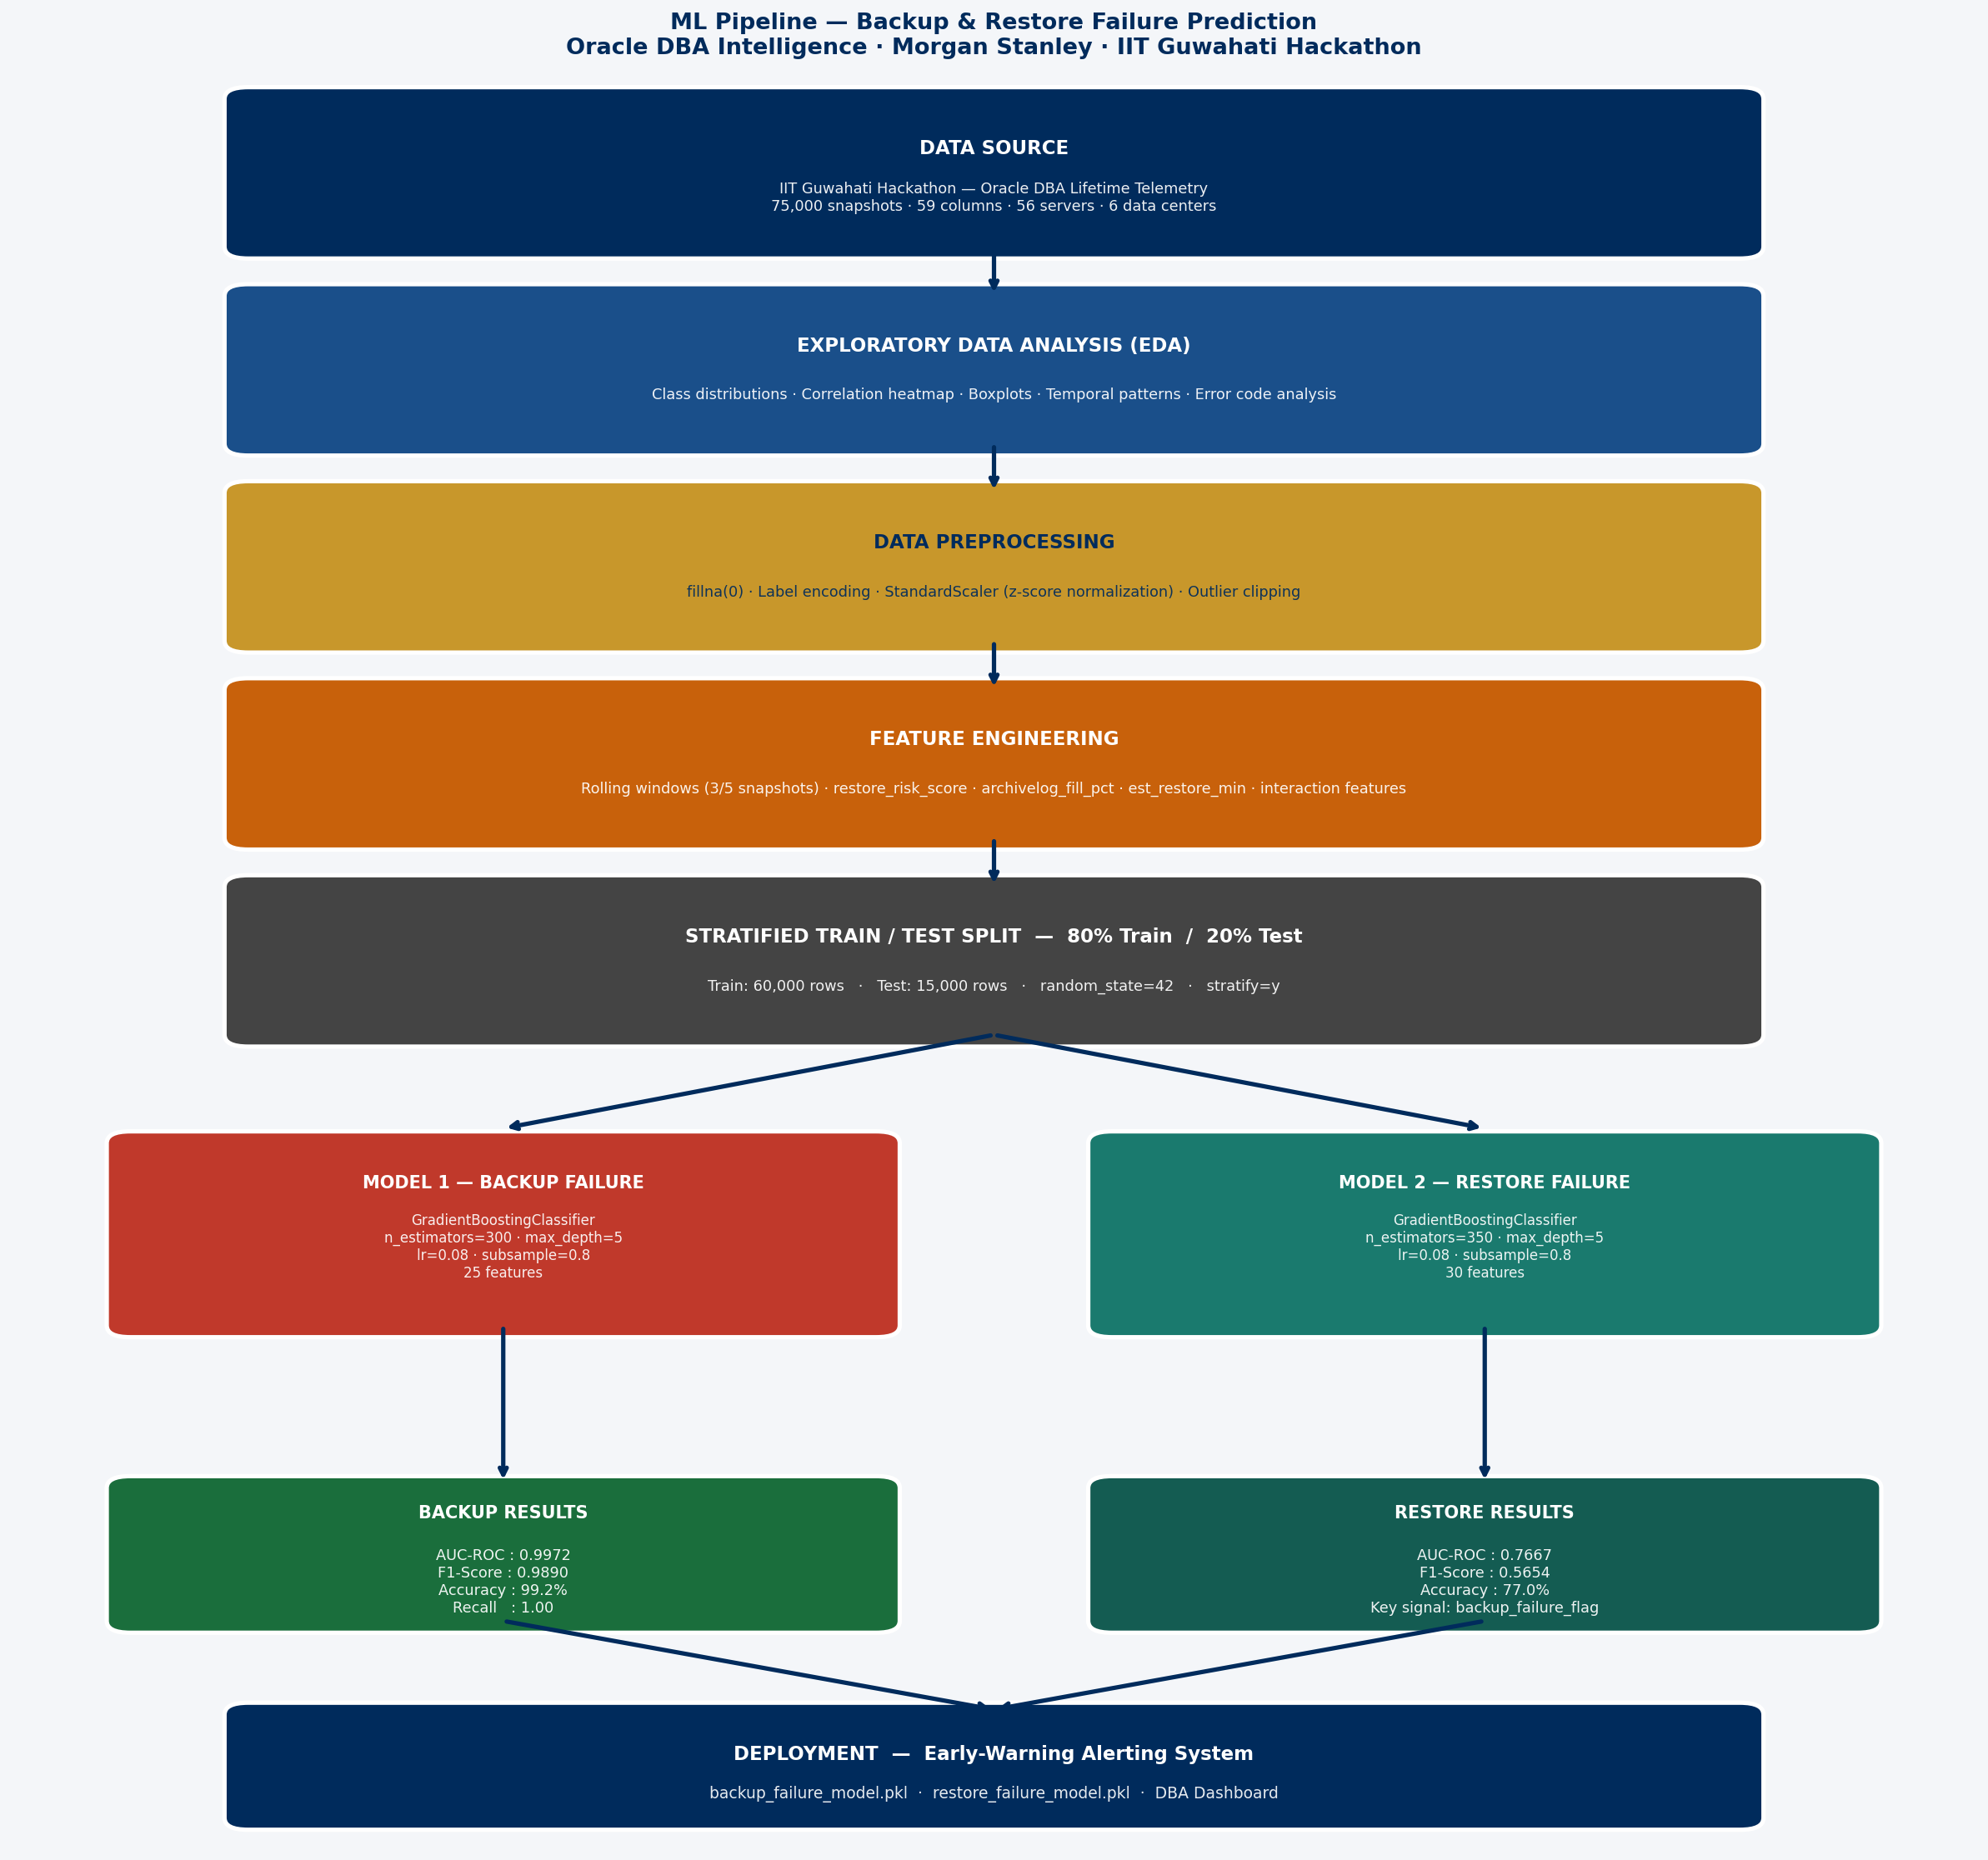 ML Pipeline — Backup & Restore Failure Prediction
Oracle DBA Intelligence · Morgan Stanley · IIT Guwahati Hackathon
DATA SOURCE
IIT Guwahati Hackathon — Oracle DBA Lifetime Telemetry
75,000 snapshots · 59 columns · 56 servers · 6 data centers
EXPLORATORY DATA ANALYSIS (EDA)
Class distributions · Correlation heatmap · Boxplots · Temporal patterns · Error code analysis
DATA PREPROCESSING
fillna(0) · Label encoding · StandardScaler (z-score normalization) · Outlier clipping
FEATURE ENGINEERING
Rolling windows (3/5 snapshots) · restore_risk_score · archivelog_fill_pct · est_restore_min · interaction features
STRATIFIED TRAIN / TEST SPLIT — 80% Train / 20% Test
Train: 60,000 rows · Test: 15,000 rows · random_state=42 · stratify=y
MODEL 1 — BACKUP FAILURE
GradientBoostingClassifier
n_estimators=300 · max_depth=5
lr=0.08 · subsample=0.8
25 features
MODEL 2 — RESTORE FAILURE
GradientBoostingClassifier
n_estimators=350 · max_depth=5
lr=0.08 · subsample=0.8
30 features
BACKUP RESULTS
AUC-ROC : 0.9972
F1-Score : 0.9890
Accuracy : 99.2%
Recall : 1.00
RESTORE RESULTS
AUC-ROC : 0.7667
F1-Score : 0.5654
Accuracy : 77.0%
Key signal: backup_failure_flag
DEPLOYMENT — Early-Warning Alerting System
backup_failure_model.pkl · restore_failure_model.pkl · DBA Dashboard